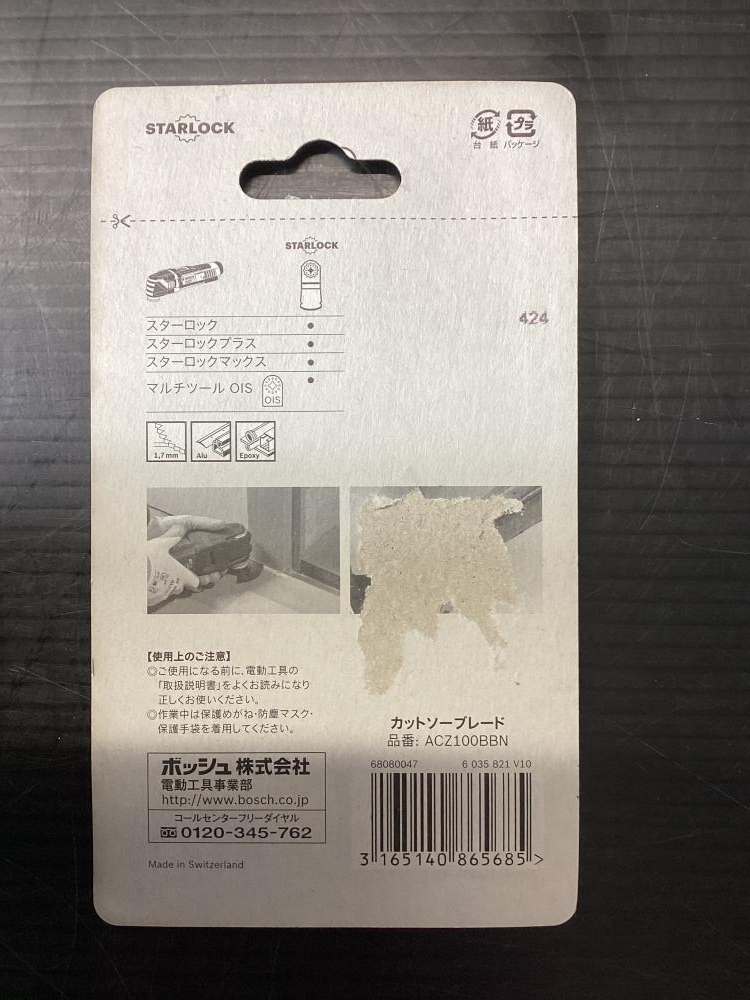 STARLOCK
紙
プラ
台紙 パッケージ
STARLOCK
スターロック
スターロックプラス
スターロックマックス
マルチツール OIS
OIS
424
1,7 mm
Alu
Epoxy
【使用上のご注意】
◎ご使用になる前に、電動工具の
「取扱説明書」をよくお読みになり
正しくお使いください。
◎作業中は保護めがね・防塵マスク・
保護手袋を着用してください。
ボッシュ株式会社
電動工具事業部
http://www.bosch.co.jp
コールセンターフリーダイヤル
0120-345-762
Made in Switzerland
カットソーブレード
品番: ACZ100BBN
68080047 6 035 821 V10
3 165140 865685 >